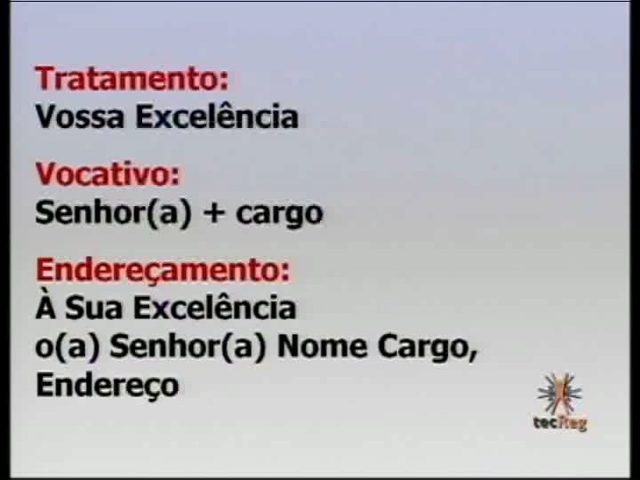 Tratamento:
Vossa Excelência
Vocativo:
Senhor(a) + cargo
Endereçamento:
À Sua Excelência
o(a) Senhor(a) Nome Cargo,
Endereço
tecReg